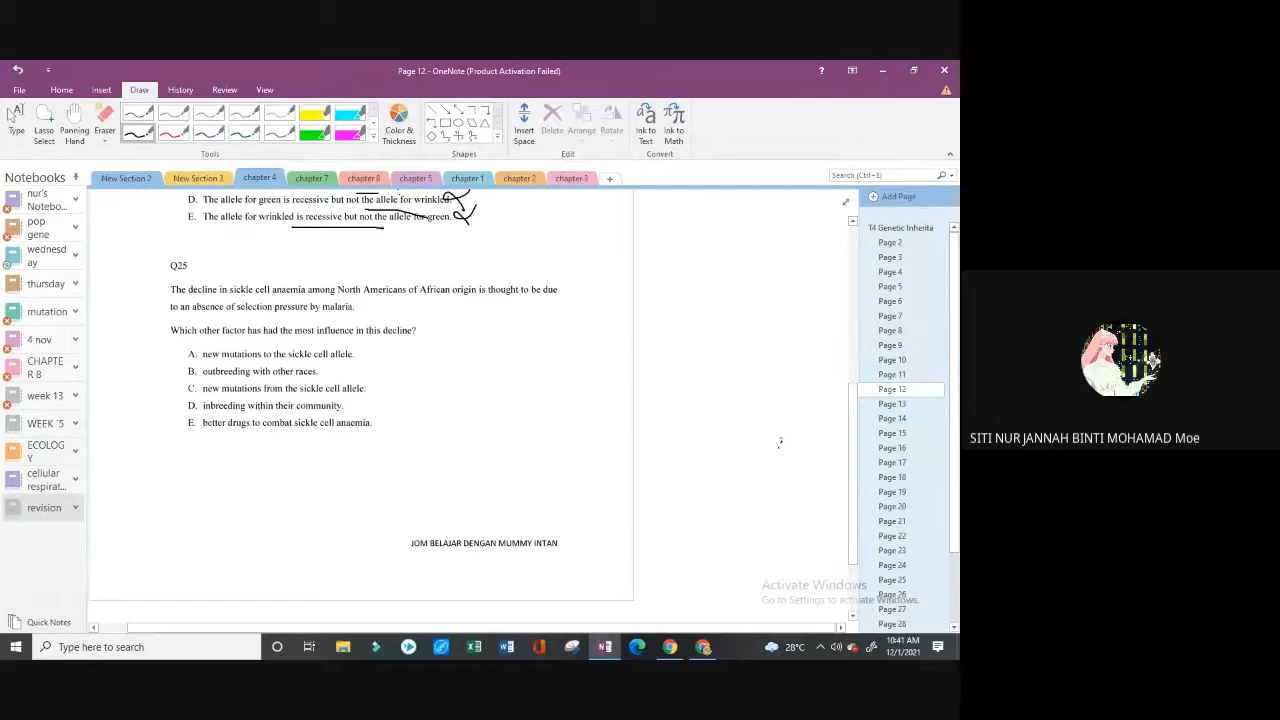 Page 12 - OneNote (Product Activation Failed)
?
File Home Insert Draw History Review View
Type
Lasso Select
Panning Hand
Eraser
Color & Thickness
Insert Space
Delete
Arrange
Rotate
Ink to Text
Ink to Math
Tools
Shapes
Edit
Convert
Notebooks
New Section 2 New Section 3 chapter 4 chapter 7 chapter 8 chapter 5 chapter 1 chapter 2 chapter 3 +
Search (Ctrl+E)
nur's
Notebo...
pop
gene
wednesd
ay
thursday
mutation
4 nov
CHAPTE
R 8
week 13
WEEK `5
ECOLOG
Y
cellular
respirat...
revision
Quick Notes
D. The allele for green is recessive but not the allele for wrinkled.
E. The allele for wrinkled is recessive but not the allele for green.
Q25
The decline in sickle cell anaemia among North Americans of African origin is thought to be due
to an absence of selection pressure by malaria.
Which other factor has had the most influence in this decline?
A. new mutations to the sickle cell allele.
B. outbreeding with other races.
C. new mutations from the sickle cell allele.
D. inbreeding within their community.
E. better drugs to combat sickle cell anaemia.
JOM BELAJAR DENGAN MUMMY INTAN
Add Page
T4 Genetic Inherita
Page 2
Page 3
Page 4
Page 5
Page 6
Page 7
Page 8
Page 9
Page 10
Page 11
Page 12
Page 13
Page 14
Page 15
Page 16
Page 17
Page 18
Page 19
Page 20
Page 21
Page 22
Page 23
Page 24
Page 25
Page 26
Page 27
Page 28
Activate Windows
Go to Settings to activate Windows.
Type here to search
28°C
10:41 AM
12/1/2021
SITI NUR JANNAH BINTI MOHAMAD Moe